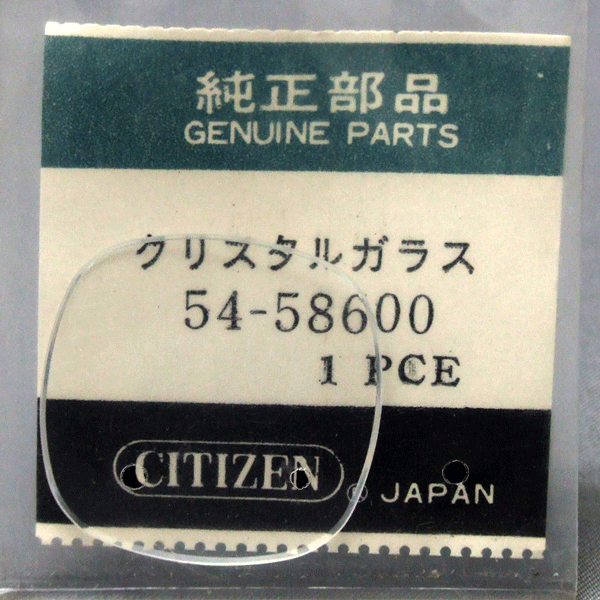 純正部品
GENUINE PARTS
クリスタルガラス
54-58600
1 PCE
CITIZEN
® JAPAN